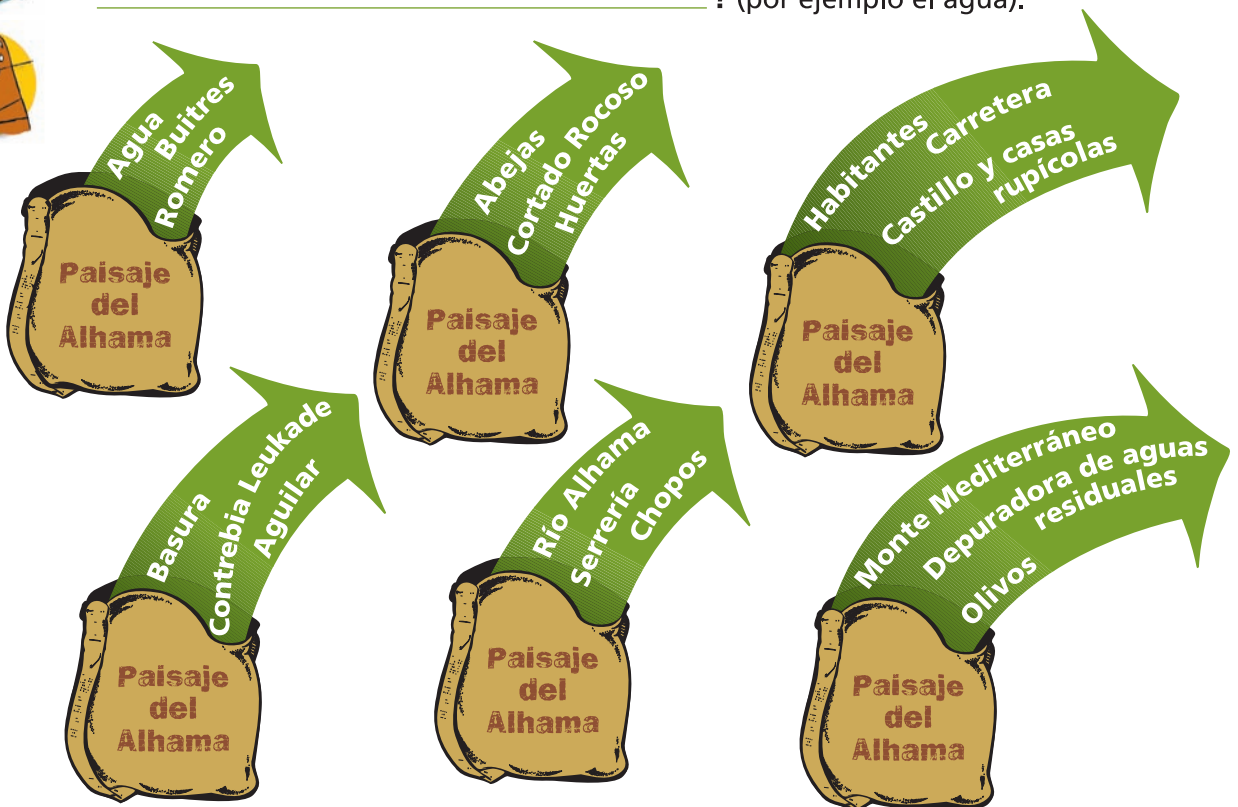 ? (por ejemplo el agua).
Agua
Buitres
Romero
Paisaje
del
Alhama
Abejas
Cortado Rocoso
Huertas
Paisaje
del
Alhama
Habitantes
Carretera
Castillo y casas
rupícolas
Paisaje
del
Alhama
Basura
Contrebia Leukade
Aguilar
Paisaje
del
Alhama
Río Alhama
Serrería
Chopos
Paisaje
del
Alhama
Monte Mediterráneo
Depuradora de aguas
residuales
Olivos
Paisaje
del
Alhama